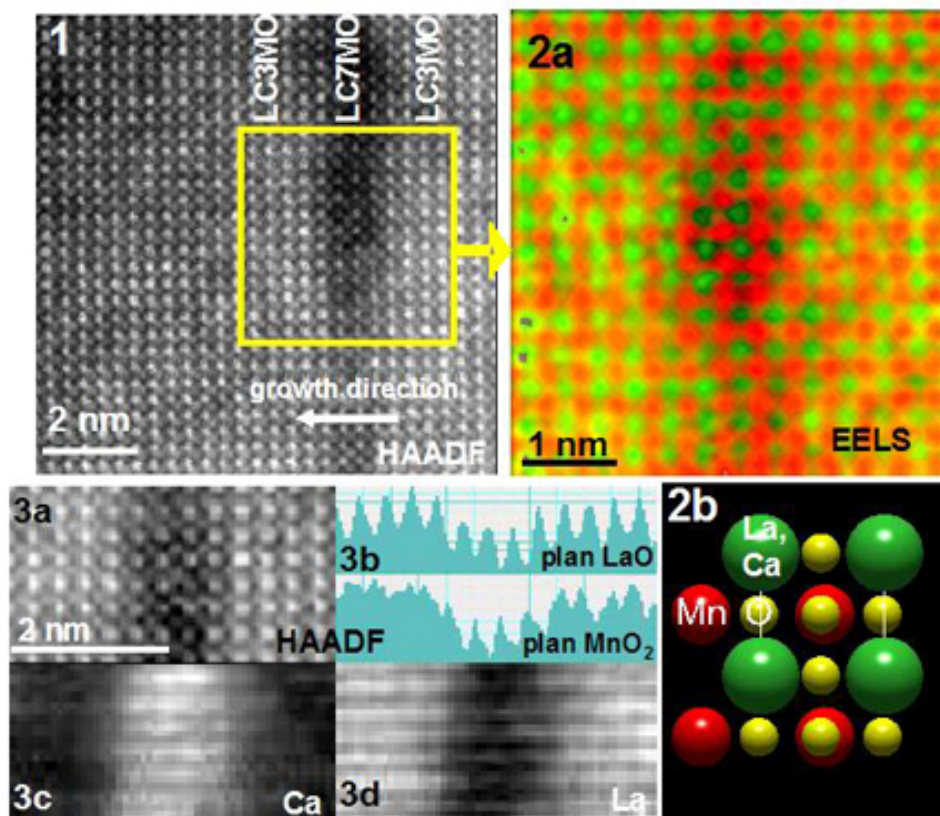 1
LC3MO
LC7MO
LC3MO
growth direction
2 nm
HAADF
2a
1 nm
EELS
3a
2 nm
HAADF
3b
plan LaO
plan MnO₂
3c
Ca
3d
La
2b
La,
Ca
Mn O